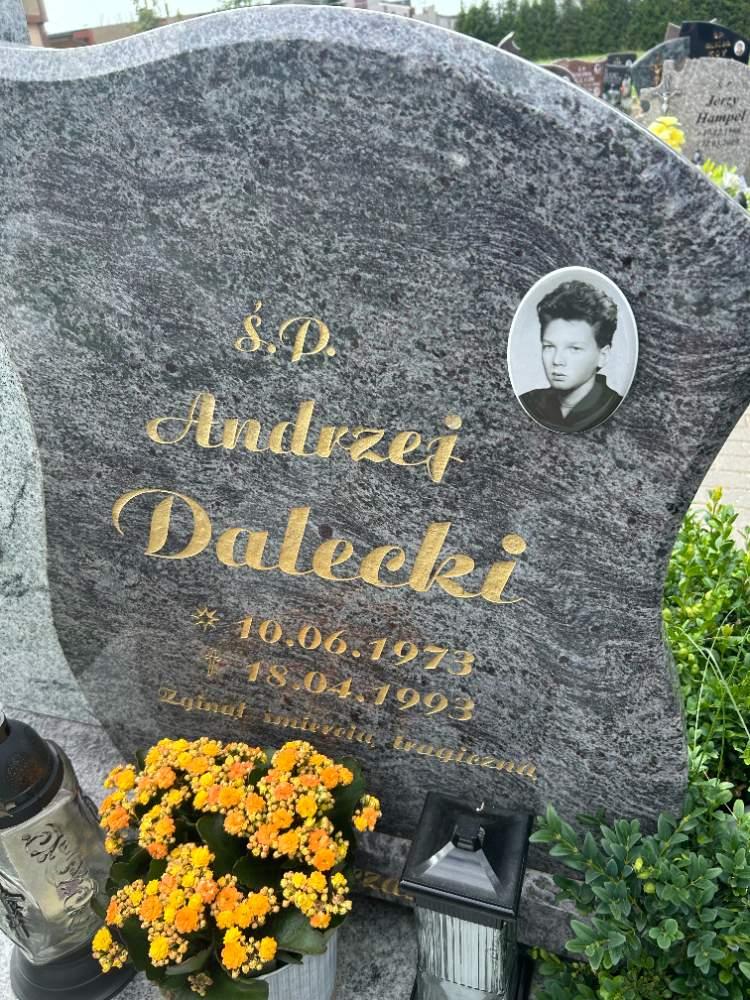 ś.p.
Andrzej
Dalecki
* 10.06.1973
✝ 18.04.1993
Zginął śmiercią tragiczną
Jerzy
Hampel